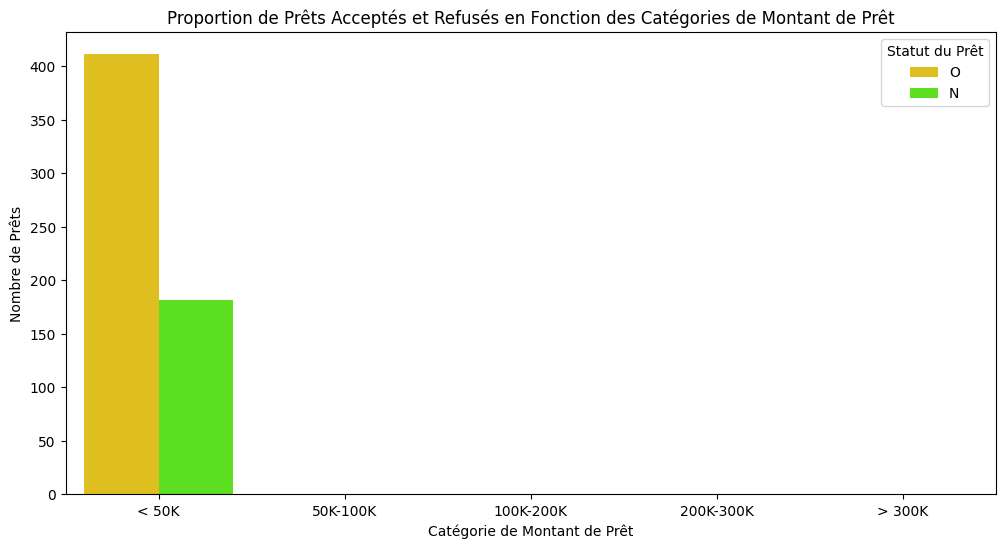 Proportion de Prêts Acceptés et Refusés en Fonction des Catégories de Montant de Prêt
Statut du Prêt
O
N
Nombre de Prêts
400
350
300
250
200
150
100
50
0
< 50K
50K-100K
100K-200K
200K-300K
> 300K
Catégorie de Montant de Prêt